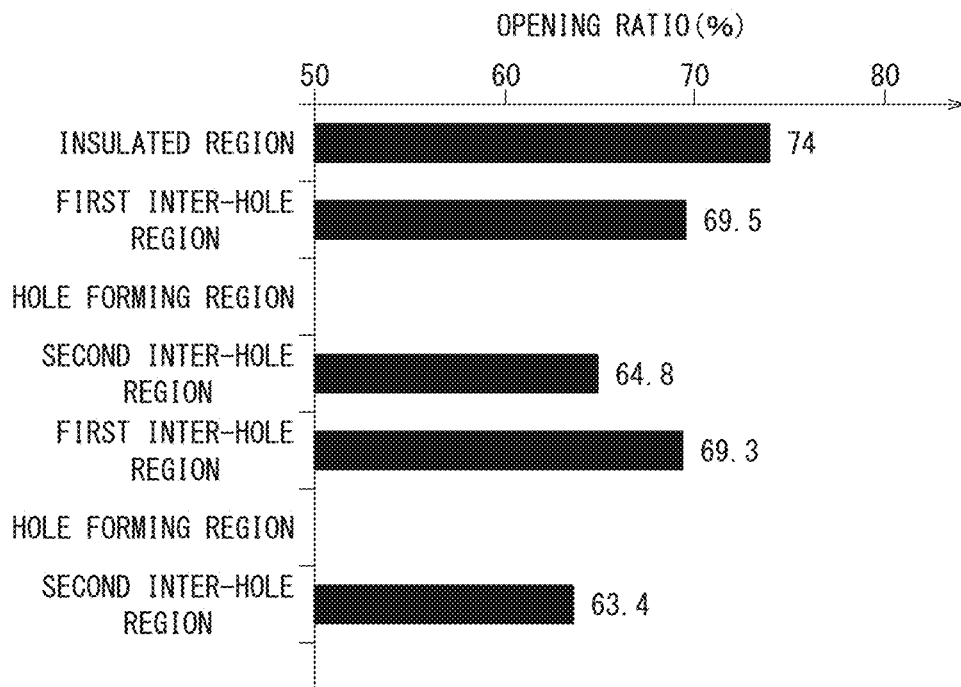 OPENING RATIO(%)
50 60 70 80
INSULATED REGION 74
FIRST INTER-HOLE
REGION 69.5
HOLE FORMING REGION
SECOND INTER-HOLE
REGION 64.8
FIRST INTER-HOLE
REGION 69.3
HOLE FORMING REGION
SECOND INTER-HOLE
REGION 63.4